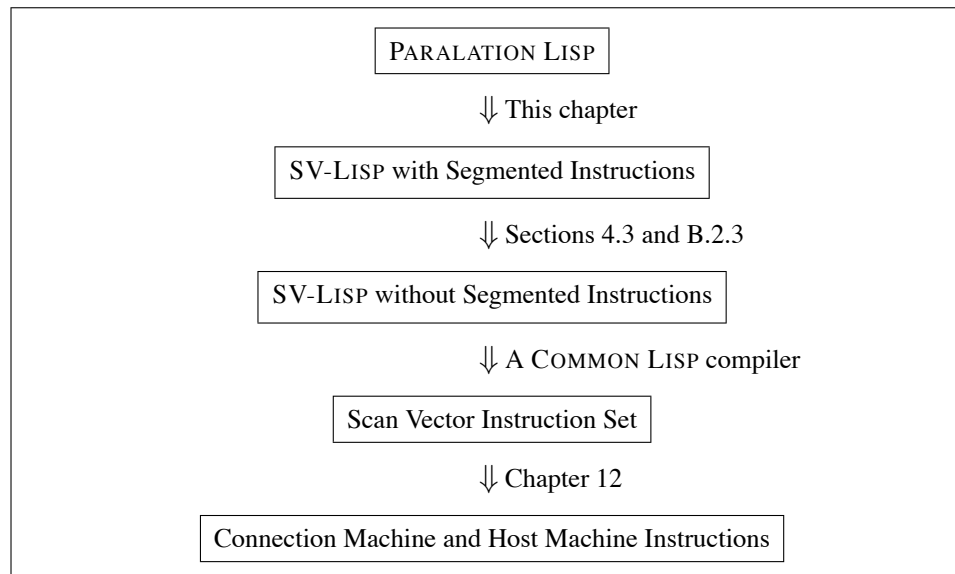 PARALATION LISP
⇓ This chapter
SV-LISP with Segmented Instructions
⇓ Sections 4.3 and B.2.3
SV-LISP without Segmented Instructions
⇓ A COMMON LISP compiler
Scan Vector Instruction Set
⇓ Chapter 12
Connection Machine and Host Machine Instructions